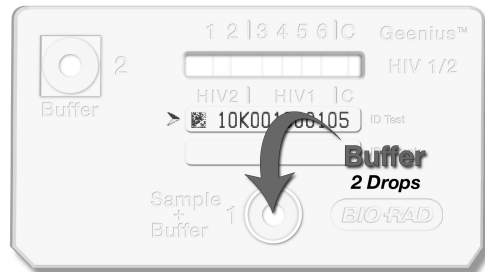 1 2 | 3 4 5 6 | C Geenius™
2
HIV 1/2
Buffer
HIV2 | HIV1 | C
ID Test
Buffer
2 Drops
Sample
+
Buffer
1
BIO-RAD